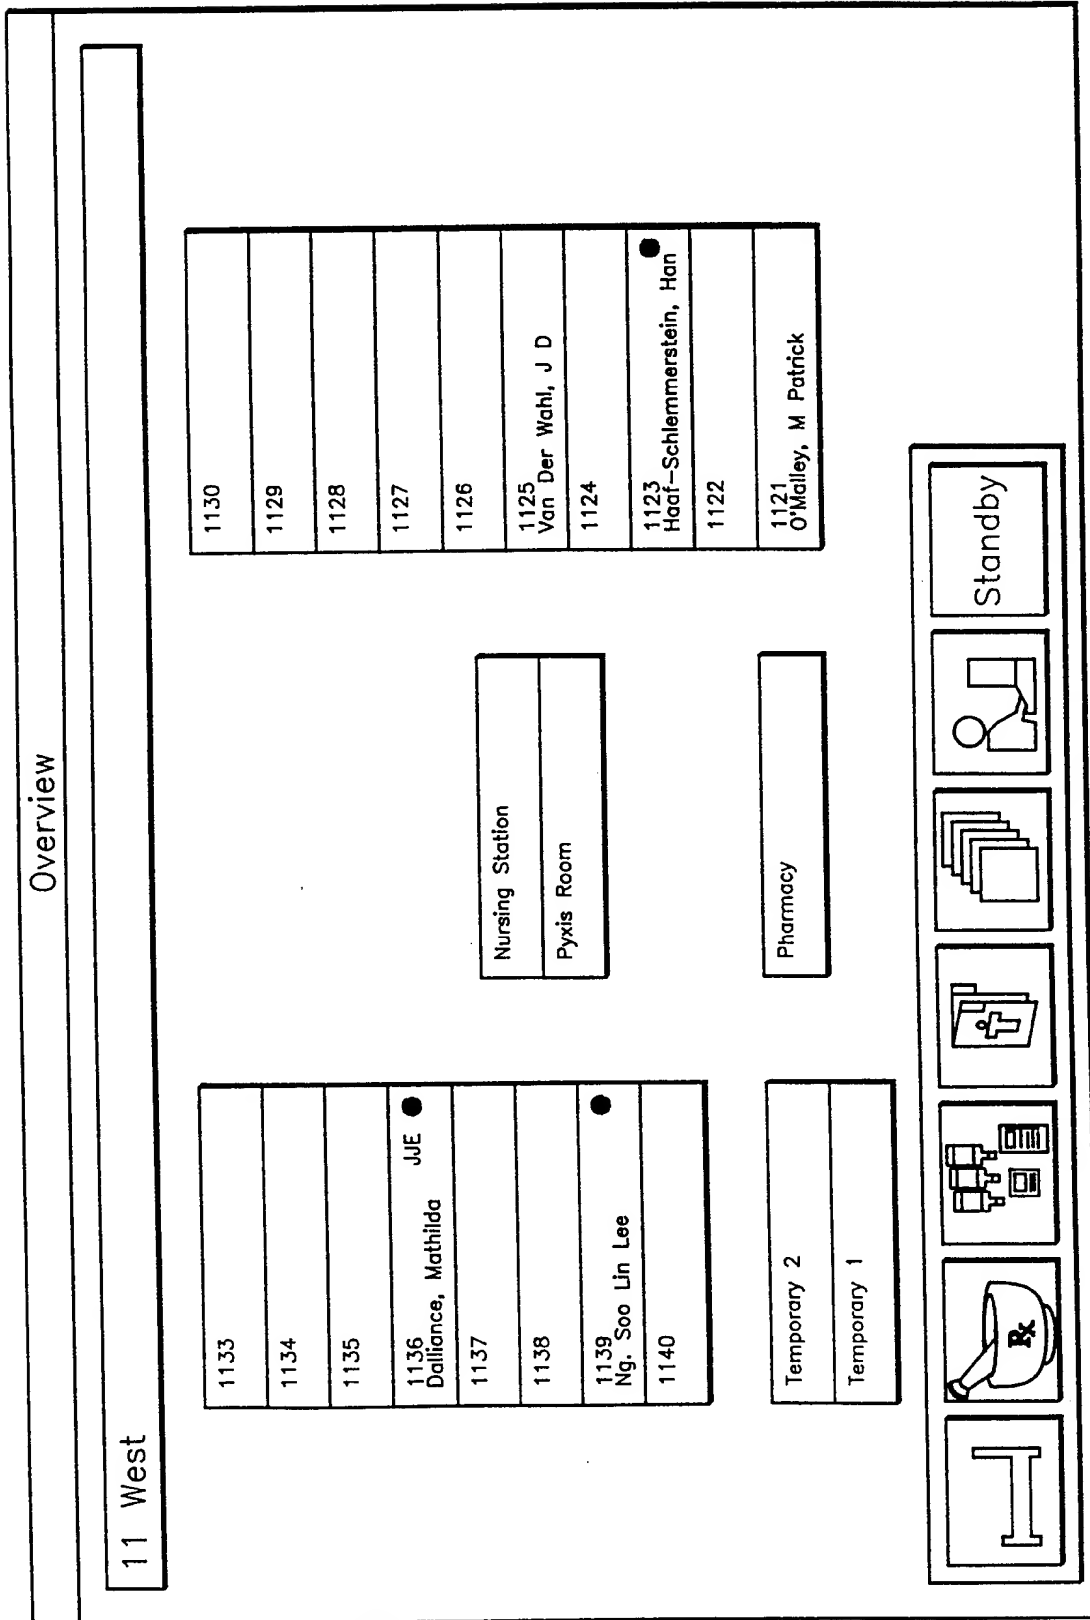 Overview
11 West
1133
1134
1135
1136 JJE
Dalliance, Mathilda
1137
1138
1139
Ng. Soo Lin Lee
1140
Temporary 2
Temporary 1
Nursing Station
Pyxis Room
Pharmacy
1130
1129
1128
1127
1126
1125
Van Der Wahl, J D
1124
1123
Haaf-Schlemmerstein, Han
1122
1121
O'Malley, M Patrick
I
Rx
Standby